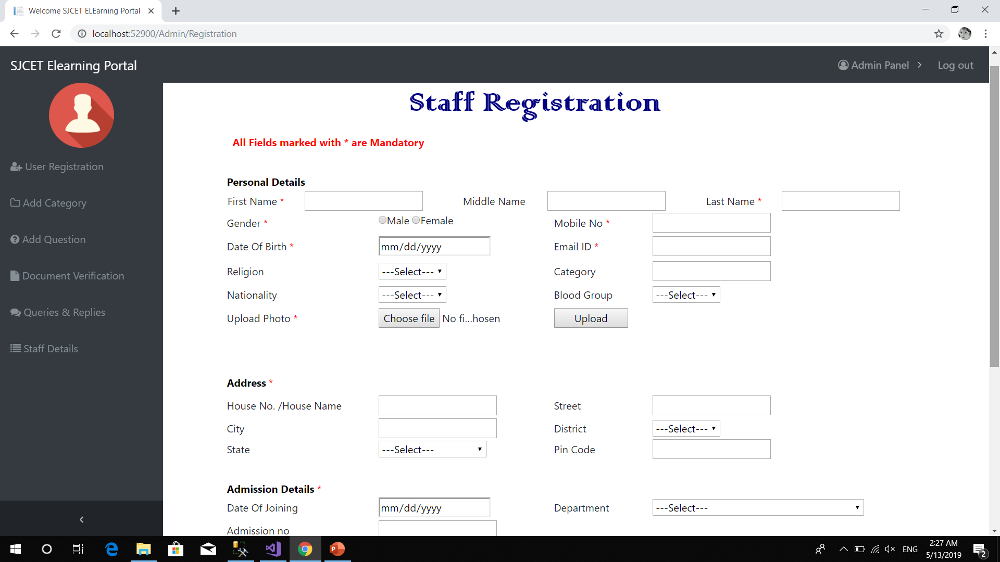 Welcome SJCET ELEarning Portal
localhost:52900/Admin/Registration
SJCET Elearning Portal
Admin Panel
Log out
Staff Registration
All Fields marked with * are Mandatory
User Registration
Add Category
Add Question
Document Verification
Queries & Replies
Staff Details
Personal Details
First Name * Middle Name Last Name *
Gender * Male Female Mobile No *
Date Of Birth * mm/dd/yyyy Email ID *
Religion ---Select--- Category
Nationality ---Select--- Blood Group ---Select---
Upload Photo * Choose file No fi...hosen Upload
Address *
House No. /House Name Street
City District ---Select---
State ---Select--- Pin Code
Admission Details *
Date Of Joining mm/dd/yyyy Department ---Select---
Admission no
ENG
2:27 AM
5/13/2019
2